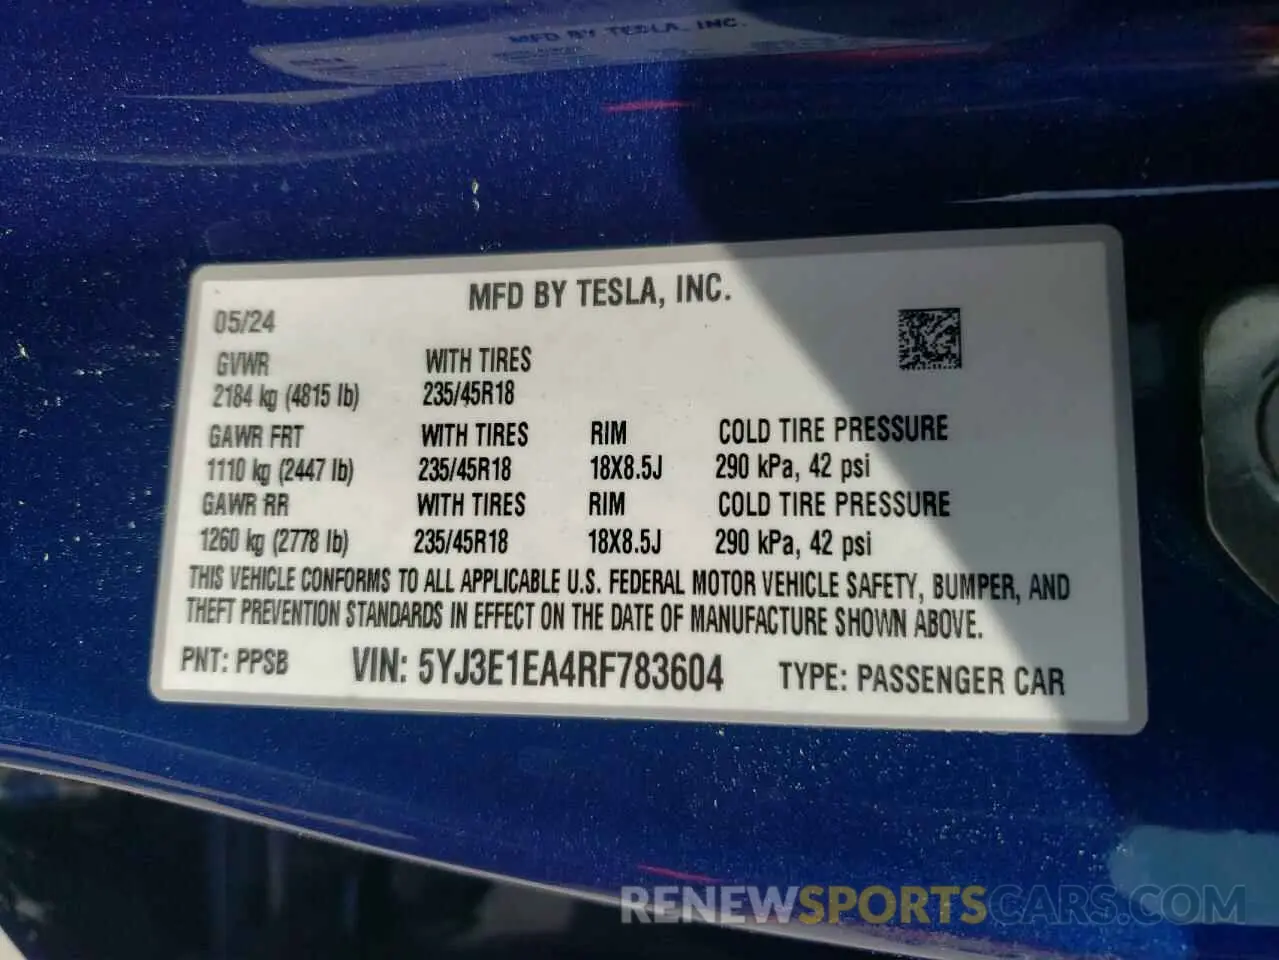 MFD BY TESLA, INC.
MFD BY TESLA, INC.
05/24
GVWR WITH TIRES
2184 kg (4815 lb) 235/45R18
GAWR FRT WITH TIRES RIM COLD TIRE PRESSURE
1110 kg (2447 lb) 235/45R18 18X8.5J 290 kPa, 42 psi
GAWR RR WITH TIRES RIM COLD TIRE PRESSURE
1260 kg (2778 lb) 235/45R18 18X8.5J 290 kPa, 42 psi
THIS VEHICLE CONFORMS TO ALL APPLICABLE U.S. FEDERAL MOTOR VEHICLE SAFETY, BUMPER, AND
THEFT PREVENTION STANDARDS IN EFFECT ON THE DATE OF MANUFACTURE SHOWN ABOVE.
PNT: PPSB VIN: 5YJ3E1EA4RF783604 TYPE: PASSENGER CAR
RENEWSPORTSCARS.COM